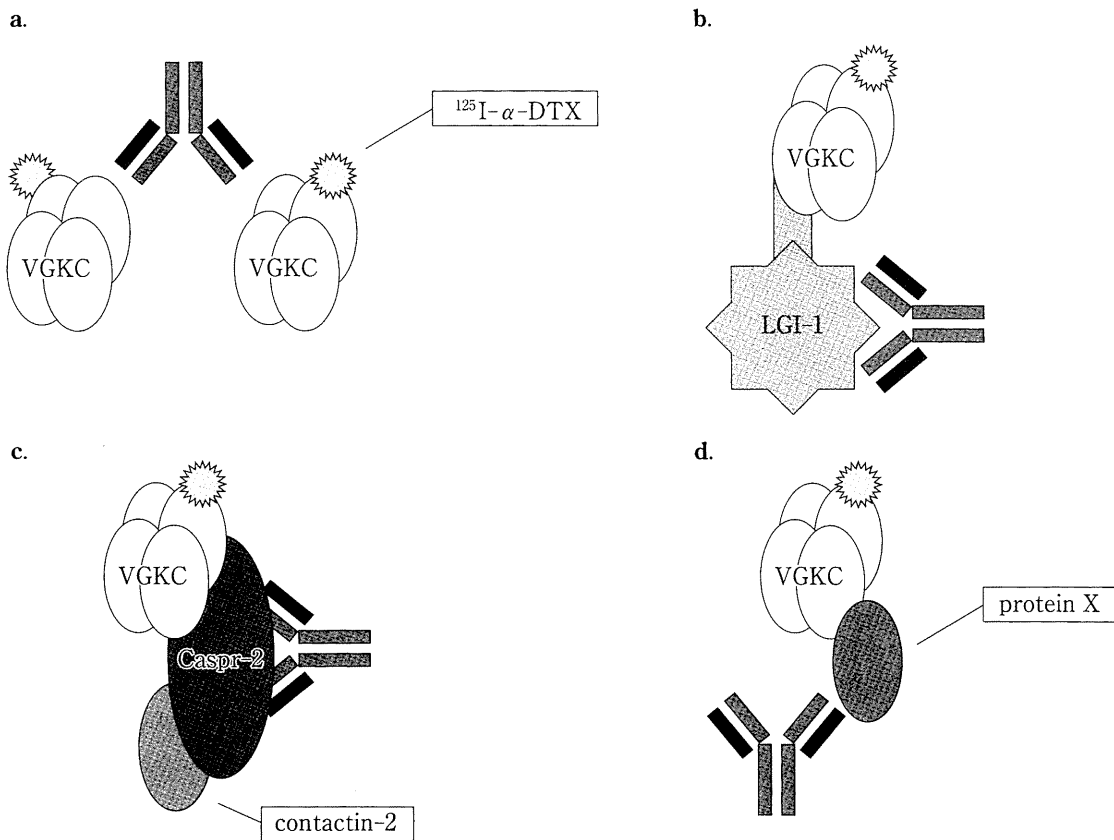 a.
¹²⁵I-α-DTX
VGKC
VGKC
b.
VGKC
LGI-1
c.
VGKC
Caspr-2
contactin-2
d.
VGKC
protein X